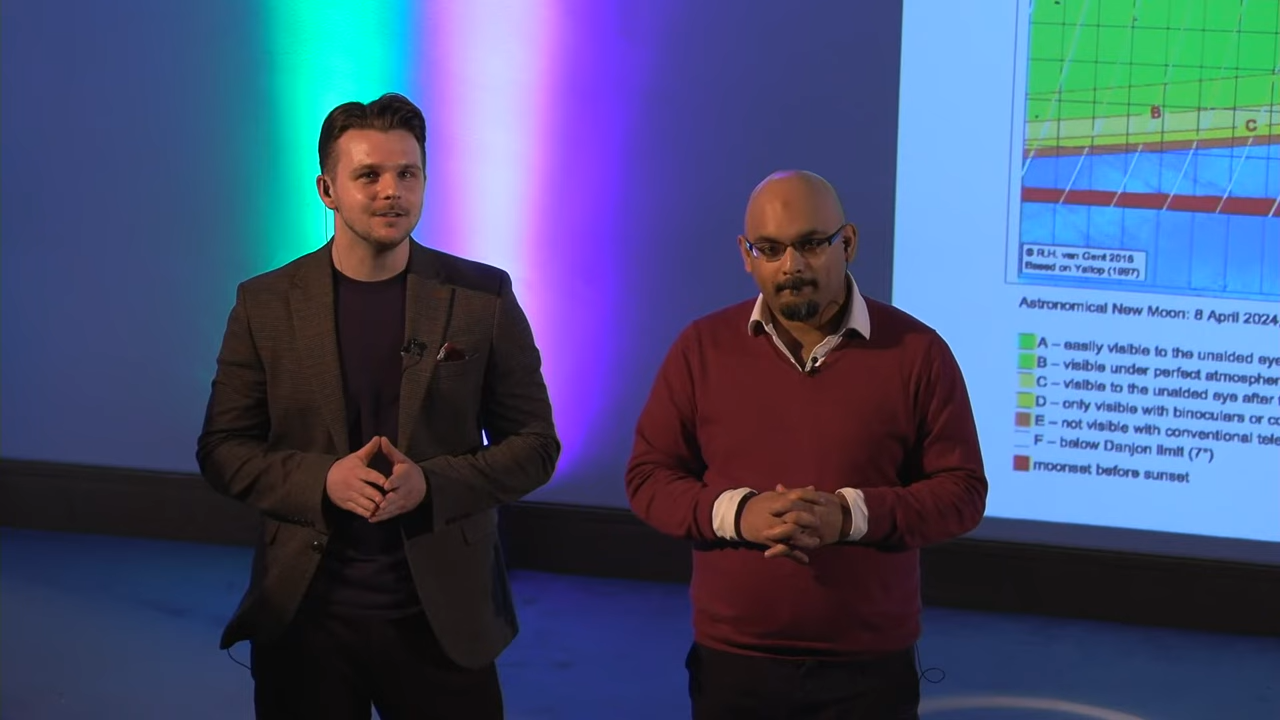 B
C
© R.H. van Gent 2016
Based on Yallop (1997)
Astronomical New Moon: 8 April 2024,
A – easily visible to the unaided eye
B – visible under perfect atmospher
C – visible to the unaided eye after
D – only visible with binoculars or co
E – not visible with conventional tele
F – below Danjon limit (7°)
moonset before sunset